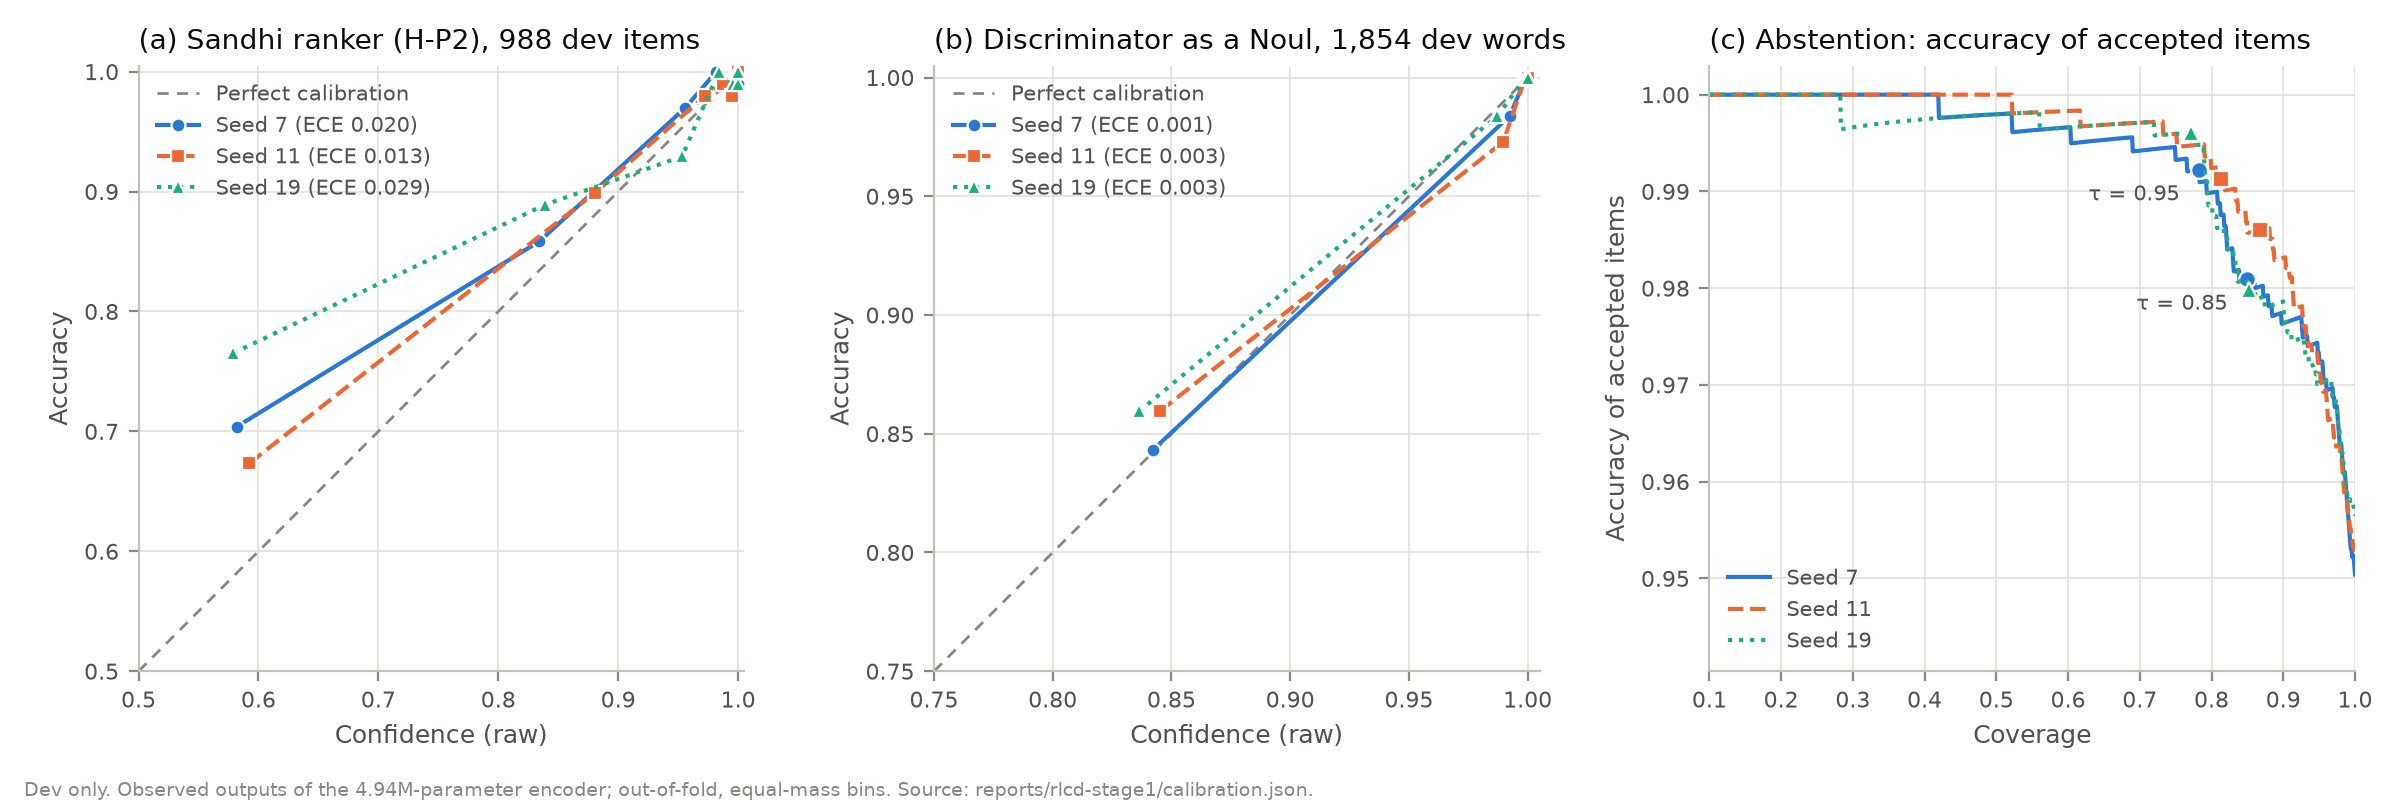 (a) Sandhi ranker (H-P2), 988 dev items
1.0
0.9
0.8
0.7
0.6
0.5
Accuracy
Perfect calibration
Seed 7 (ECE 0.020)
Seed 11 (ECE 0.013)
Seed 19 (ECE 0.029)
0.5 0.6 0.7 0.8 0.9 1.0
Confidence (raw)
(b) Discriminator as a Noul, 1,854 dev words
1.00
0.95
0.90
0.85
0.80
0.75
Accuracy
Perfect calibration
Seed 7 (ECE 0.001)
Seed 11 (ECE 0.003)
Seed 19 (ECE 0.003)
0.75 0.80 0.85 0.90 0.95 1.00
Confidence (raw)
(c) Abstention: accuracy of accepted items
1.00
0.99
0.98
0.97
0.96
0.95
Accuracy of accepted items
τ = 0.95
τ = 0.85
Seed 7
Seed 11
Seed 19
0.1 0.2 0.3 0.4 0.5 0.6 0.7 0.8 0.9 1.0
Coverage
Dev only. Observed outputs of the 4.94M-parameter encoder; out-of-fold, equal-mass bins. Source: reports/rlcd-stage1/calibration.json.